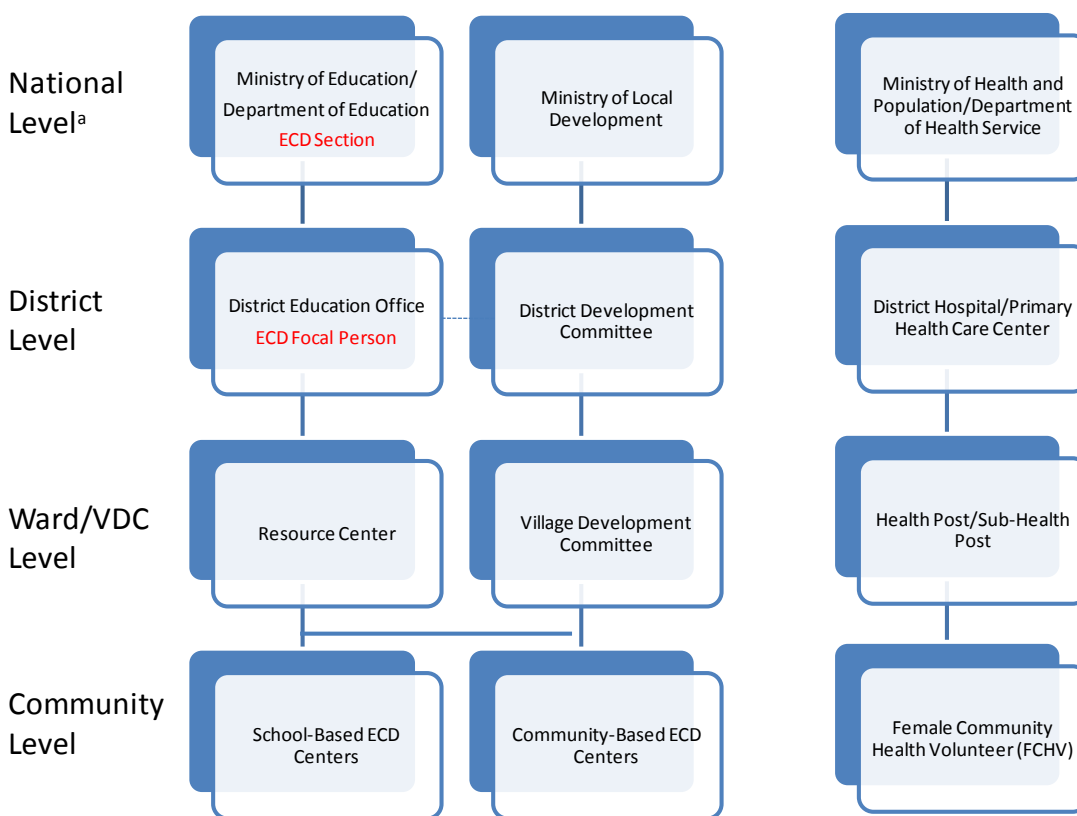 National
Levelᵃ
Ministry of Education/
Department of Education
ECD Section
Ministry of Local
Development
Ministry of Health and
Population/Department
of Health Service
District
Level
District Education Office
ECD Focal Person
District Development
Committee
District Hospital/Primary
Health Care Center
Ward/VDC
Level
Resource Center
Village Development
Committee
Health Post/Sub-Health
Post
Community
Level
School-Based ECD
Centers
Community-Based ECD
Centers
Female Community
Health Volunteer (FCHV)